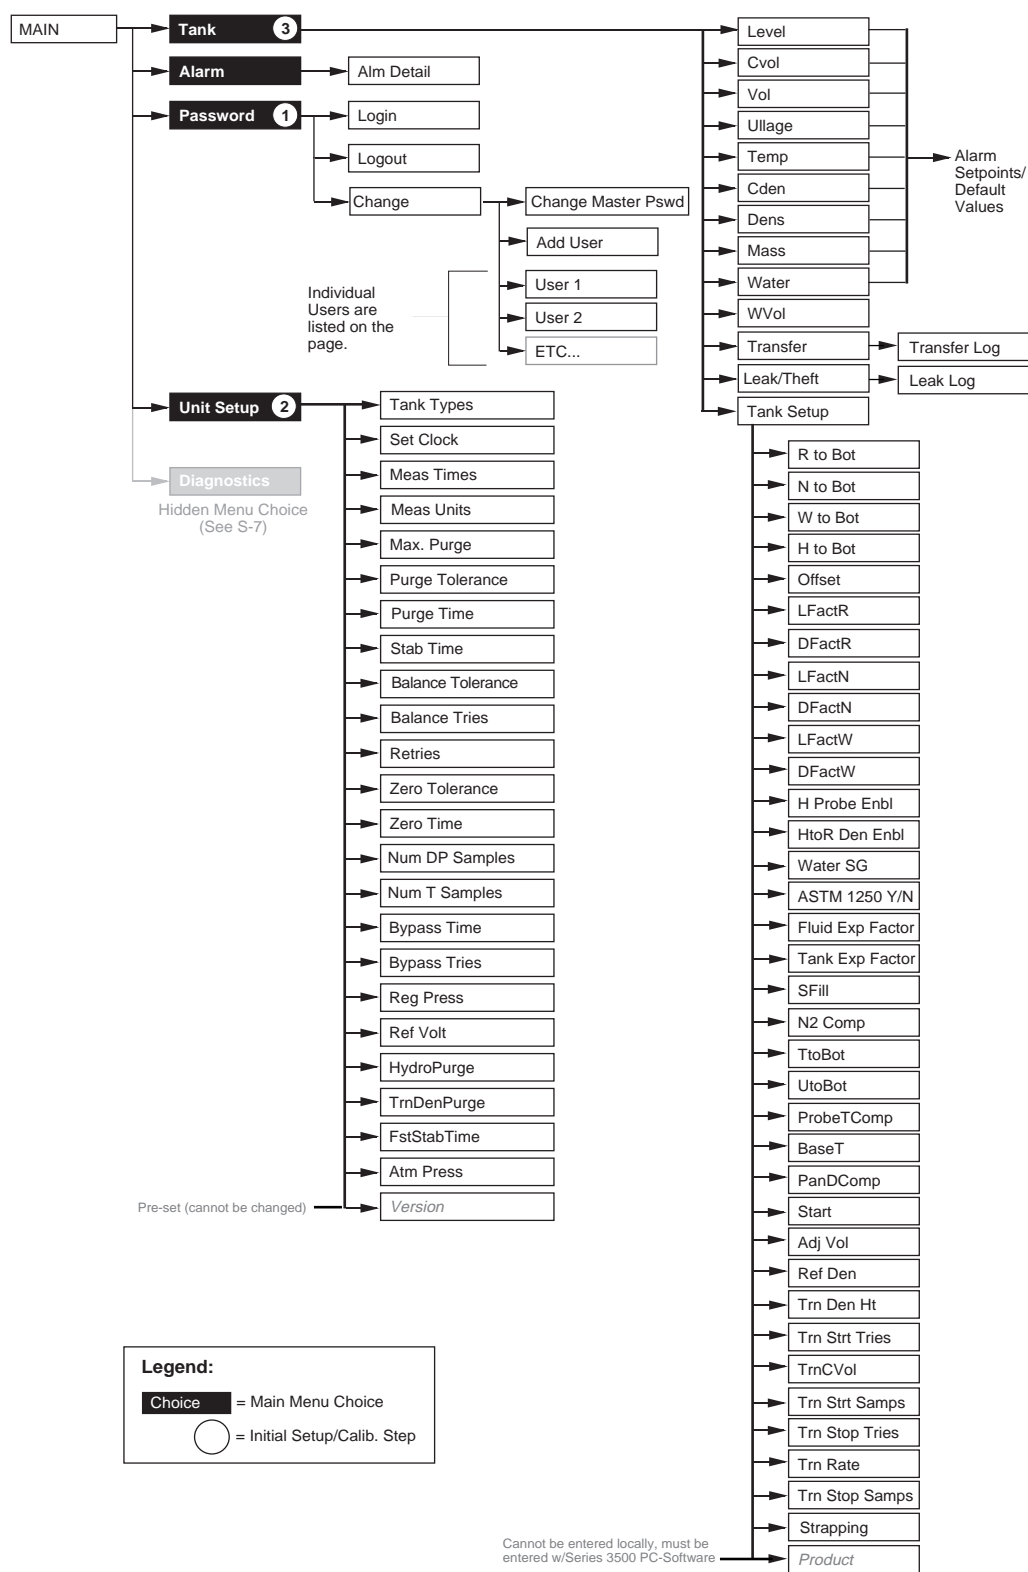 MAIN
Tank 3
Alarm
Alm Detail
Password 1
Login
Logout
Change
Change Master Pswd
Add User
Individual
Users are
listed on the
page.
User 1
User 2
ETC...
Unit Setup 2
Diagnostics
Hidden Menu Choice
(See S-7)
Tank Types
Set Clock
Meas Times
Meas Units
Max. Purge
Purge Tolerance
Purge Time
Stab Time
Balance Tolerance
Balance Tries
Retries
Zero Tolerance
Zero Time
Num DP Samples
Num T Samples
Bypass Time
Bypass Tries
Reg Press
Ref Volt
HydroPurge
TrnDenPurge
FstStabTime
Atm Press
Pre-set (cannot be changed)
Version
Level
Cvol
Vol
Ullage
Temp
Cden
Dens
Mass
Water
Alarm
Setpoints/
Default
Values
WVol
Transfer
Transfer Log
Leak/Theft
Leak Log
Tank Setup
R to Bot
N to Bot
W to Bot
H to Bot
Offset
LFactR
DFactR
LFactN
DFactN
LFactW
DFactW
H Probe Enbl
HtoR Den Enbl
Water SG
ASTM 1250 Y/N
Fluid Exp Factor
Tank Exp Factor
SFill
N2 Comp
TtoBot
UtoBot
ProbeTComp
BaseT
PanDComp
Start
Adj Vol
Ref Den
Trn Den Ht
Trn Strt Tries
TrnCVol
Trn Strt Samps
Trn Stop Tries
Trn Rate
Trn Stop Samps
Strapping
Cannot be entered locally, must be
entered w/Series 3500 PC-Software
Product
Legend:
Choice = Main Menu Choice
= Initial Setup/Calib. Step